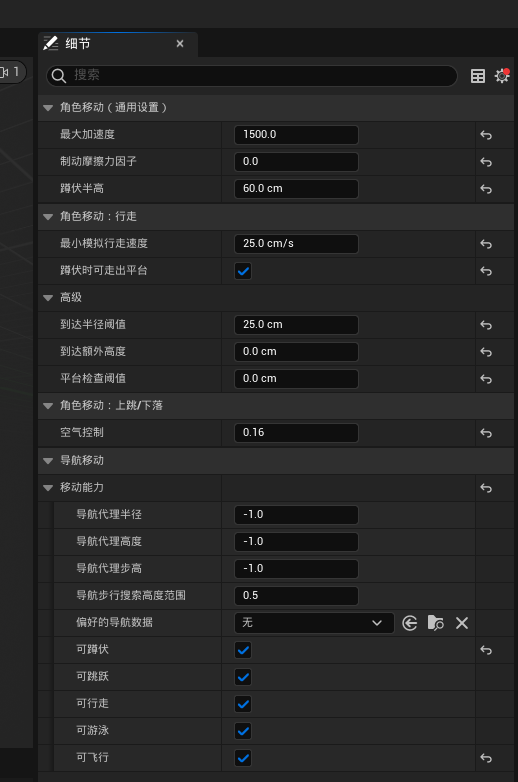 细节
1
搜索
角色移动（通用设置）
最大加速度 1500.0
制动摩擦力因子 0.0
蹲伏半高 60.0 cm
角色移动：行走
最小模拟行走速度 25.0 cm/s
蹲伏时可走出平台
高级
到达半径阈值 25.0 cm
到达额外高度 0.0 cm
平台检查阈值 0.0 cm
角色移动：上跳/下落
空气控制 0.16
导航移动
移动能力
导航代理半径 -1.0
导航代理高度 -1.0
导航代理步高 -1.0
导航步行搜索高度范围 0.5
偏好的导航数据 无
可蹲伏
可跳跃
可行走
可游泳
可飞行